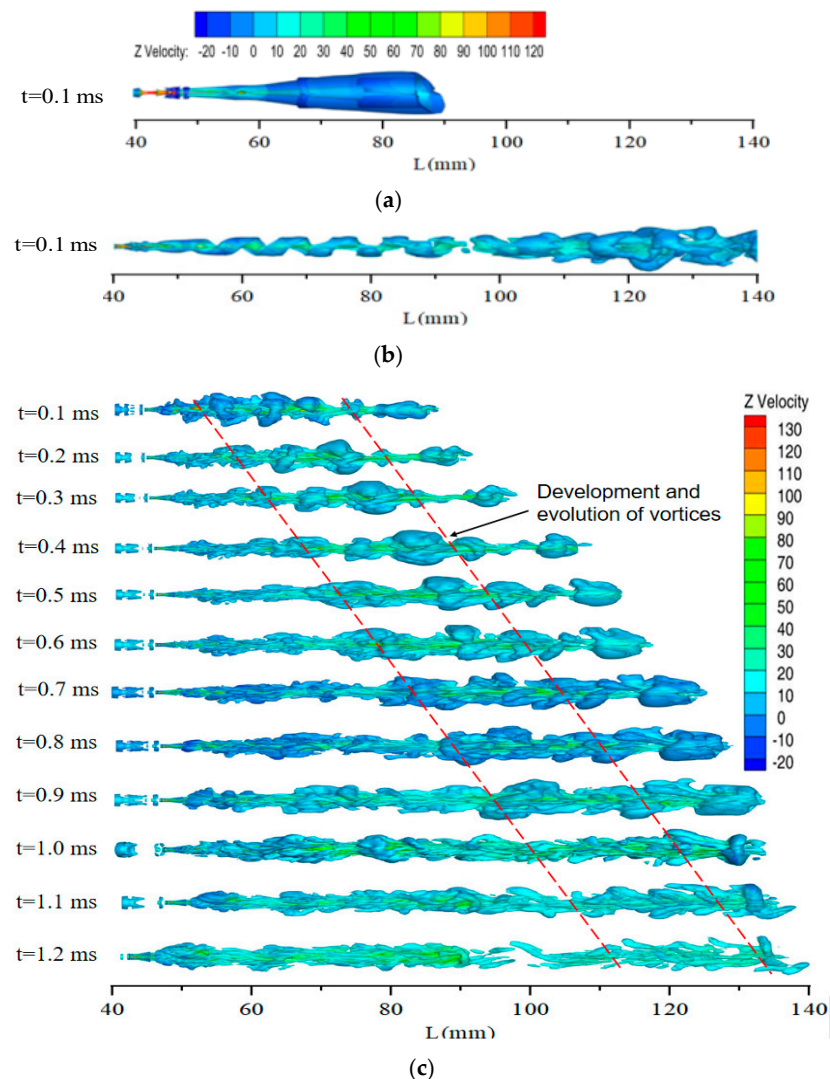 Z Velocity: -20 -10 0 10 20 30 40 50 60 70 80 90 100 110 120
t=0.1 ms
40 60 80 100 120 140
L(mm)
(a)
t=0.1 ms
40 60 80 100 120 140
L(mm)
(b)
t=0.1 ms
Z Velocity
130
120
110
100
90
80
70
60
50
40
30
20
10
0
-10
-20
t=0.2 ms
t=0.3 ms
Development and
evolution of vortices
t=0.4 ms
t=0.5 ms
t=0.6 ms
t=0.7 ms
t=0.8 ms
t=0.9 ms
t=1.0 ms
t=1.1 ms
t=1.2 ms
40 60 80 100 120 140
L(mm)
(c)